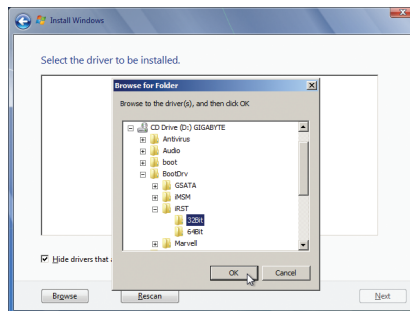 Install Windows
Select the driver to be installed.
Browse for Folder
Browse to the driver(s), and then click OK
CD Drive (D:) GIGABYTE
Antivirus
Audio
boot
BootDrv
GSATA
iMSM
iRST
32Bit
64Bit
Marvell
Hide drivers that
OK
Cancel
Browse
Rescan
Next